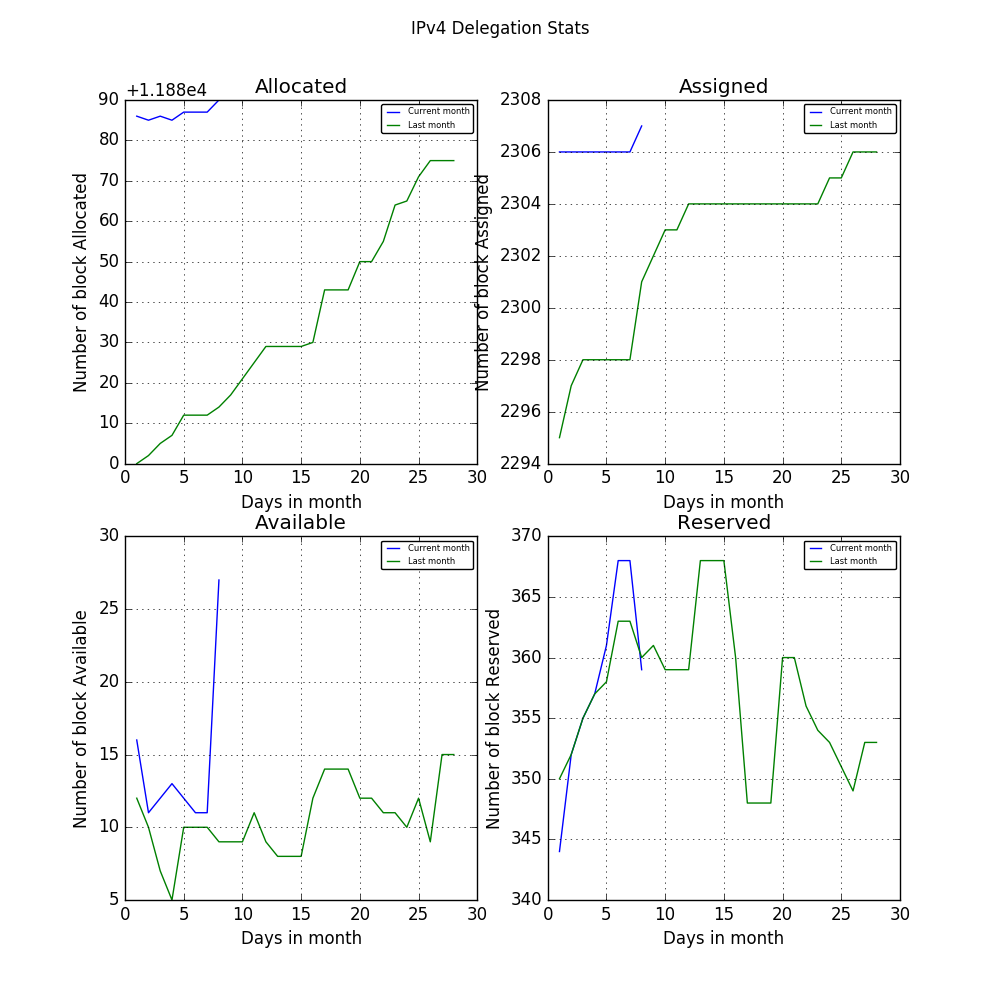 IPv4 Delegation Stats
Allocated
+1.188e4
Number of block Allocated
90
80
70
60
50
40
30
20
10
0
Current month
Last month
0 5 10 15 20 25 30
Days in month
Assigned
Number of block Assigned
2308
2306
2304
2302
2300
2298
2296
2294
Current month
Last month
0 5 10 15 20 25 30
Days in month
Available
Number of block Available
30
25
20
15
10
5
Current month
Last month
0 5 10 15 20 25 30
Days in month
Reserved
Number of block Reserved
370
365
360
355
350
345
340
Current month
Last month
0 5 10 15 20 25 30
Days in month